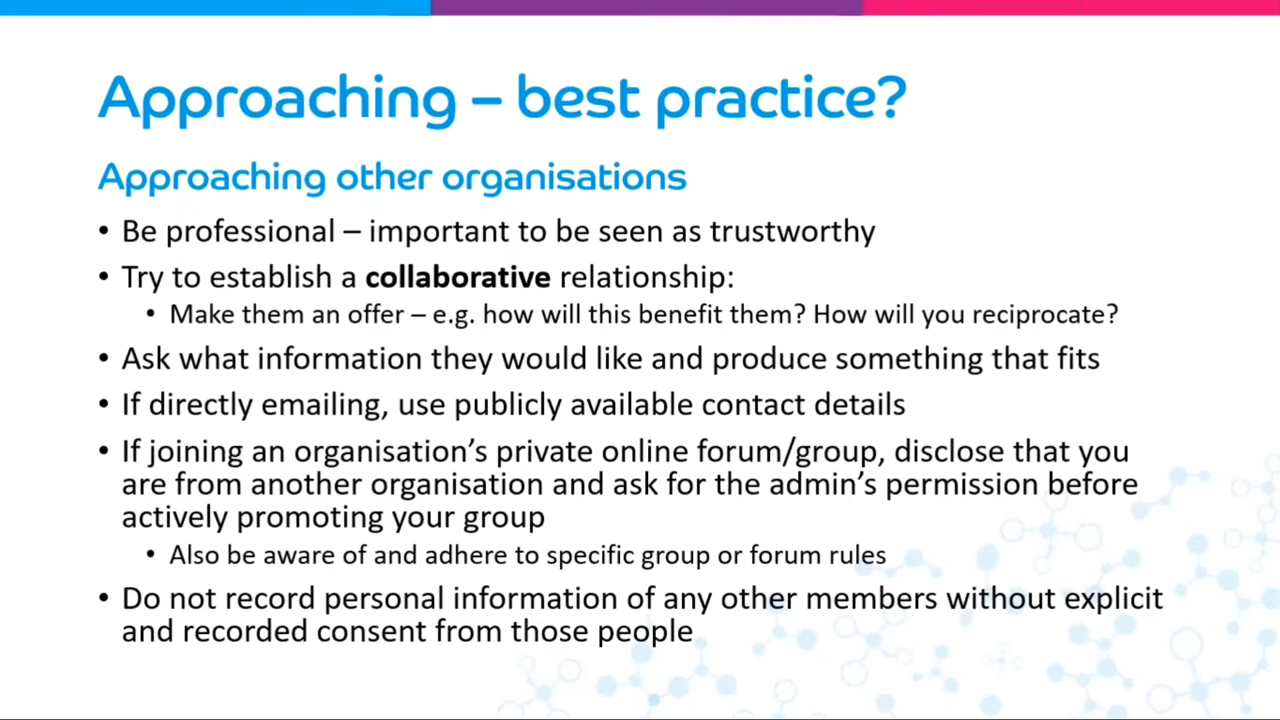 Approaching – best practice?
Approaching other organisations
• Be professional – important to be seen as trustworthy
• Try to establish a collaborative relationship:
• Make them an offer – e.g. how will this benefit them? How will you reciprocate?
• Ask what information they would like and produce something that fits
• If directly emailing, use publicly available contact details
• If joining an organisation’s private online forum/group, disclose that you
are from another organisation and ask for the admin’s permission before
actively promoting your group
• Also be aware of and adhere to specific group or forum rules
• Do not record personal information of any other members without explicit
and recorded consent from those people